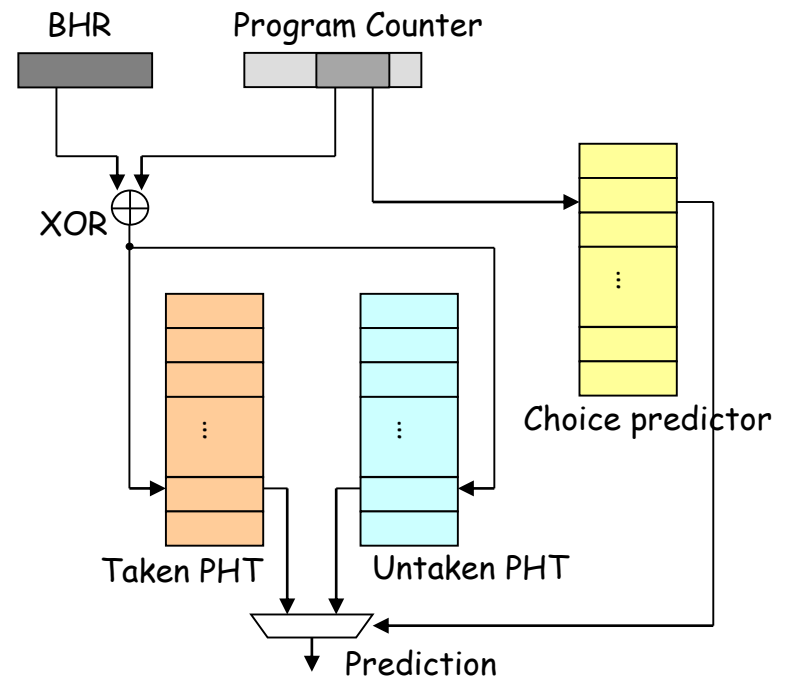 BHR
Program Counter
XOR
Choice predictor
Taken PHT
Untaken PHT
Prediction